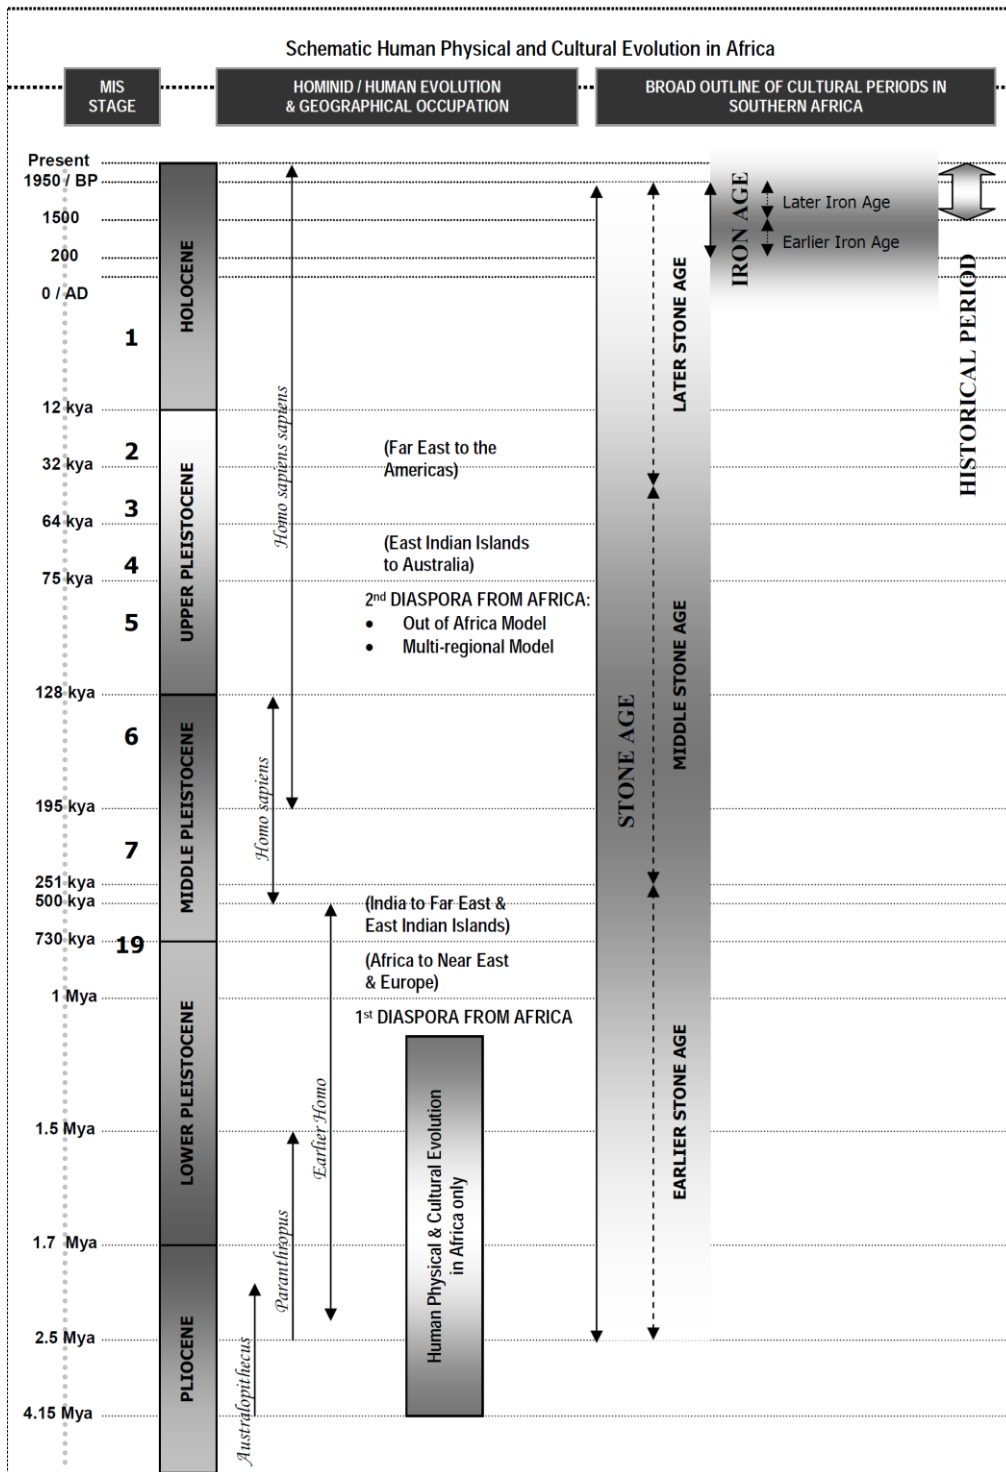 Schematic Human Physical and Cultural Evolution in Africa
MIS
STAGE
HOMINID / HUMAN EVOLUTION
& GEOGRAPHICAL OCCUPATION
BROAD OUTLINE OF CULTURAL PERIODS IN
SOUTHERN AFRICA
Present
1950 / BP
1500
200
0 / AD
12 kya
32 kya
64 kya
75 kya
128 kya
195 kya
251 kya
500 kya
730 kya
1 Mya
1.5 Mya
1.7 Mya
2.5 Mya
4.15 Mya
1
2
3
4
5
6
7
19
HOLOCENE
UPPER PLEISTOCENE
MIDDLE PLEISTOCENE
LOWER PLEISTOCENE
PLIOCENE
Homo sapiens sapiens
Homo sapiens
Earlier Homo
Paranthropus
Australopithecus
(Far East to the
Americas)
(East Indian Islands
to Australia)
2nd DIASPORA FROM AFRICA:
• Out of Africa Model
• Multi-regional Model
(India to Far East &
East Indian Islands)
(Africa to Near East
& Europe)
1st DIASPORA FROM AFRICA
Human Physical & Cultural Evolution
in Africa only
STONE AGE
LATER STONE AGE
MIDDLE STONE AGE
EARLIER STONE AGE
IRON AGE
Later Iron Age
Earlier Iron Age
HISTORICAL PERIOD